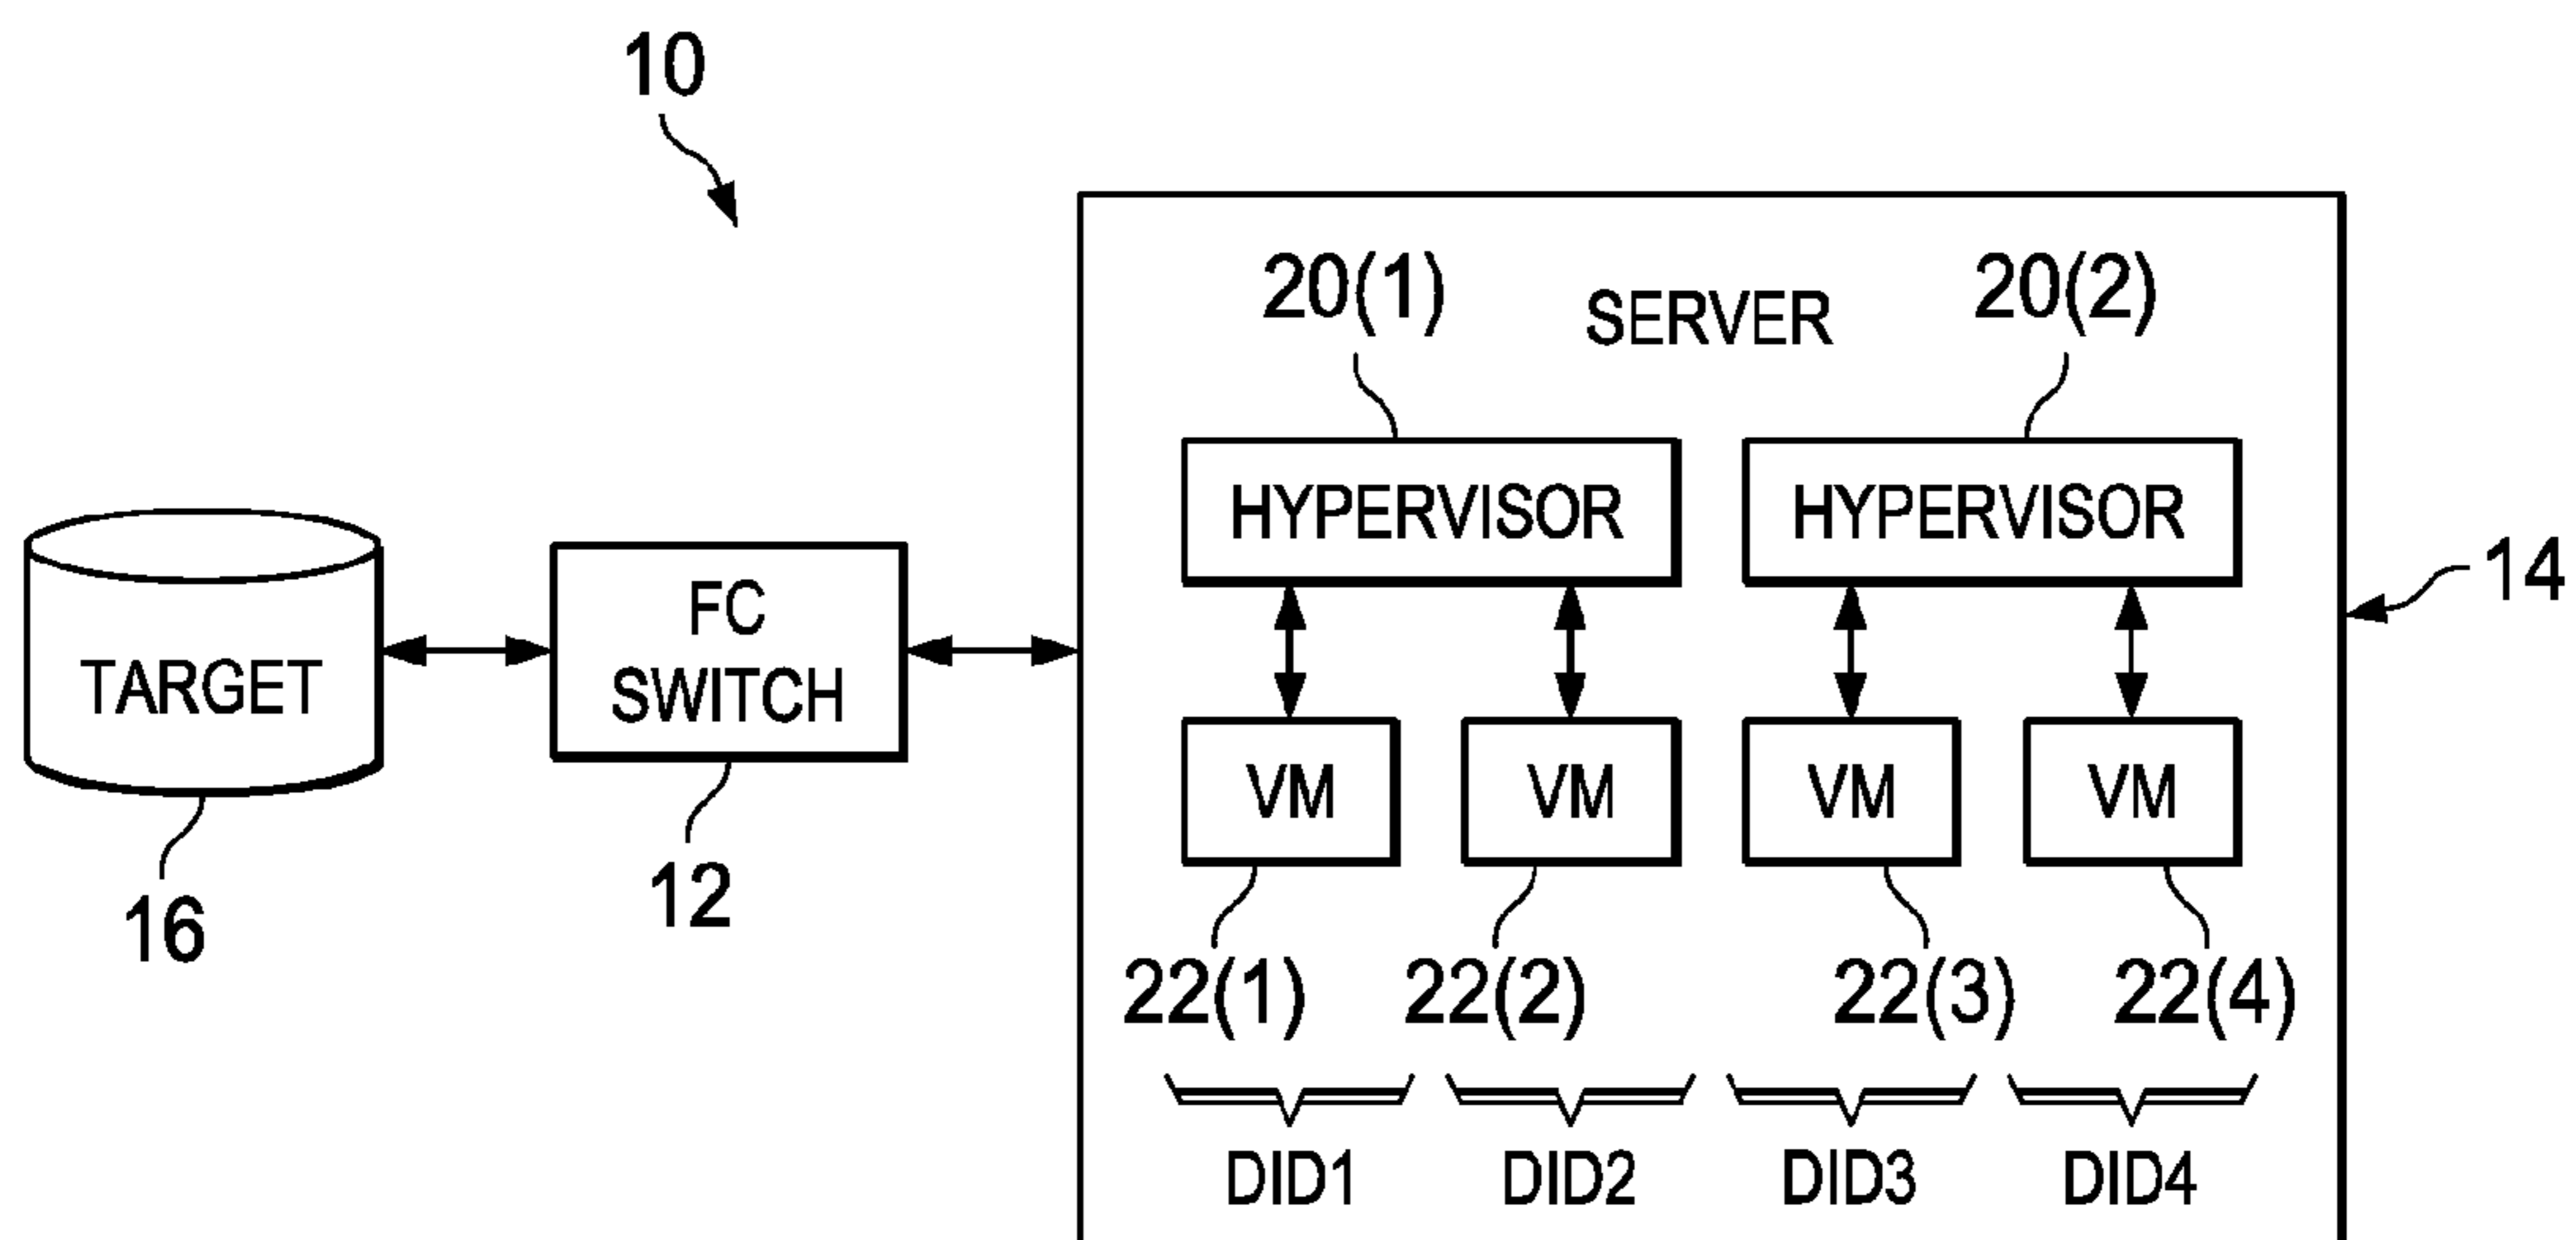 10
20(1)
SERVER
20(2)
HYPERVISOR
HYPERVISOR
14
TARGET
FC
SWITCH
VM
VM
VM
VM
16
12
22(1)
22(2)
22(3)
22(4)
DID1
DID2
DID3
DID4